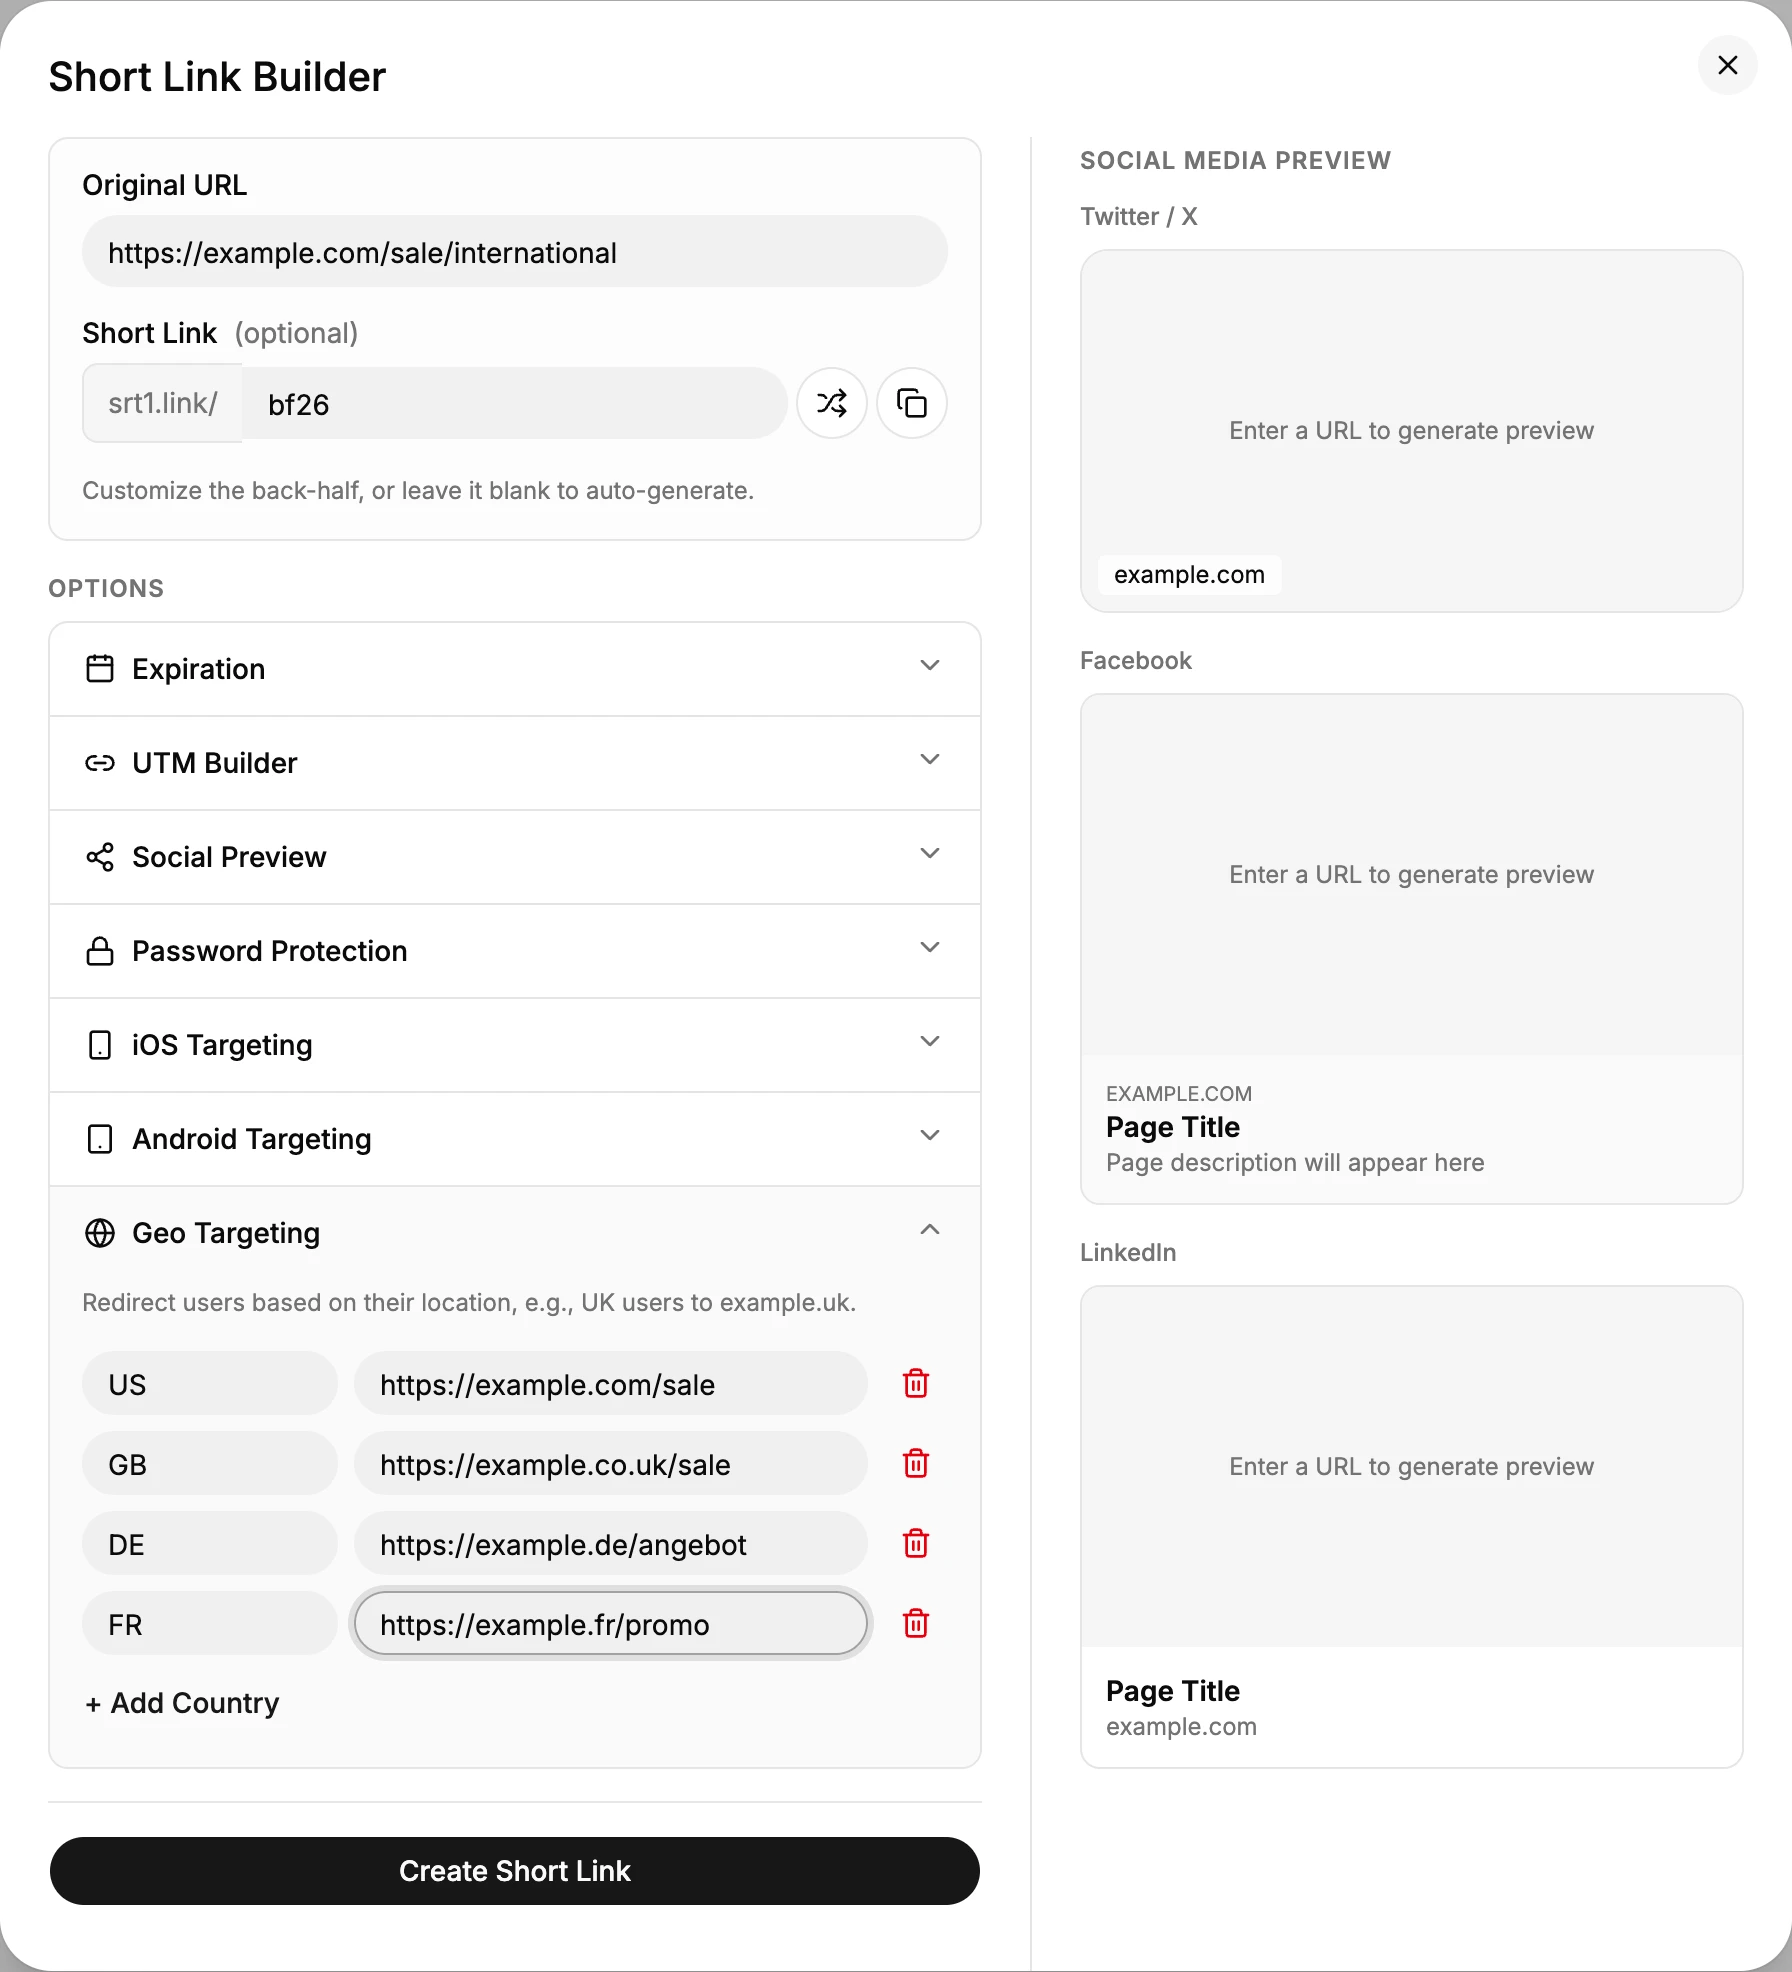 Short Link Builder
Original URL
https://example.com/sale/international
Short Link (optional)
srt1.link/ bf26
Customize the back-half, or leave it blank to auto-generate.
OPTIONS
Expiration
UTM Builder
Social Preview
Password Protection
iOS Targeting
Android Targeting
Geo Targeting
Redirect users based on their location, e.g., UK users to example.uk.
US https://example.com/sale
GB https://example.co.uk/sale
DE https://example.de/angebot
FR https://example.fr/promo
+ Add Country
Create Short Link
SOCIAL MEDIA PREVIEW
Twitter / X
Enter a URL to generate preview
example.com
Facebook
Enter a URL to generate preview
EXAMPLE.COM
Page Title
Page description will appear here
LinkedIn
Enter a URL to generate preview
Page Title
example.com